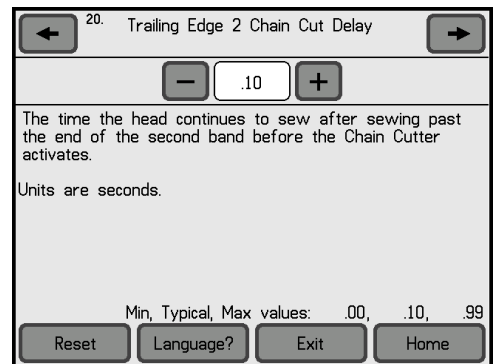 20. Trailing Edge 2 Chain Cut Delay
- .10 +
The time the head continues to sew after sewing past
the end of the second band before the Chain Cutter
activates.
Units are seconds.
Min, Typical, Max values: .00, .10, .99
Reset Language? Exit Home